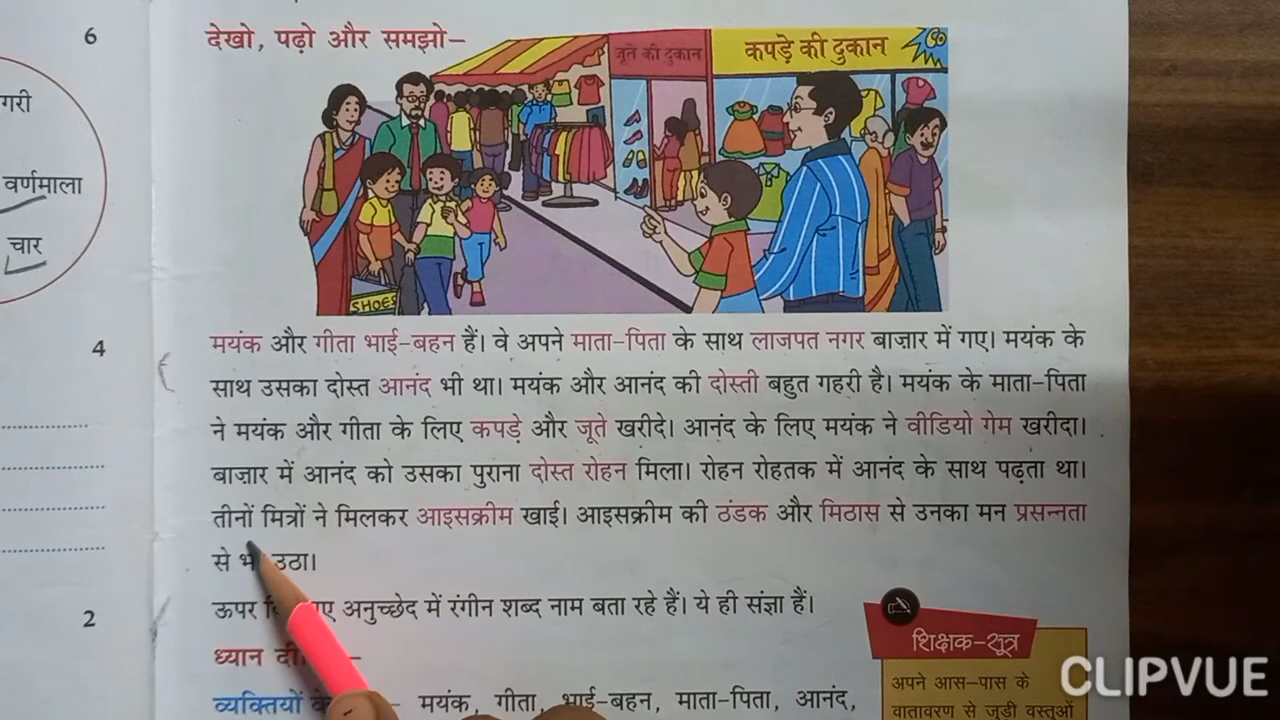 6
देखो, पढ़ो और समझो–
जूते की दुकान
कपड़े की दुकान
SHOES
गरी
वर्णमाला
चार
4
2
मयंक और गीता भाई-बहन हैं। वे अपने माता-पिता के साथ लाजपत नगर बाज़ार में गए। मयंक के
साथ उसका दोस्त आनंद भी था। मयंक और आनंद की दोस्ती बहुत गहरी है। मयंक के माता-पिता
ने मयंक और गीता के लिए कपड़े और जूते खरीदे। आनंद के लिए मयंक ने वीडियो गेम खरीदा।
बाज़ार में आनंद को उसका पुराना दोस्त रोहन मिला। रोहन रोहतक में आनंद के साथ पढ़ता था।
तीनों मित्रों ने मिलकर आइसक्रीम खाई। आइसक्रीम की ठंडक और मिठास से उनका मन प्रसन्नता
से उठा।
ऊपर अनुच्छेद में रंगीन शब्द नाम बता रहे हैं। ये ही संज्ञा हैं।
ध्यान
व्यक्तियों – मयंक, गीता, भाई-बहन, माता-पिता, आनंद,
शिक्षक-सूत्र
अपने आस-पास के
वातावरण से जुड़ी वस्तुओं
CLIPVUE